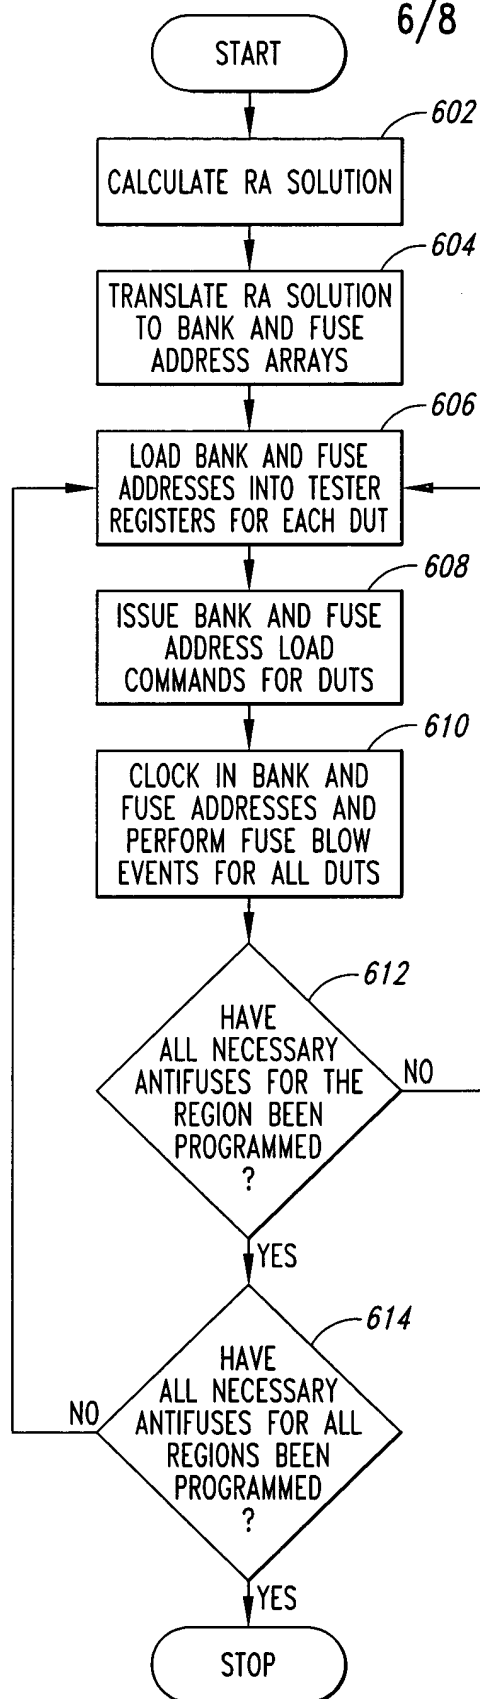 6/8
START
602
CALCULATE RA SOLUTION
604
TRANSLATE RA SOLUTION
TO BANK AND FUSE
ADDRESS ARRAYS
606
LOAD BANK AND FUSE
ADDRESSES INTO TESTER
REGISTERS FOR EACH DUT
608
ISSUE BANK AND FUSE
ADDRESS LOAD
COMMANDS FOR DUTS
610
CLOCK IN BANK AND
FUSE ADDRESSES AND
PERFORM FUSE BLOW
EVENTS FOR ALL DUTS
612
HAVE
ALL NECESSARY
ANTIFUSES FOR THE
REGION BEEN
PROGRAMMED
?
NO
YES
614
HAVE
ALL NECESSARY
ANTIFUSES FOR ALL
REGIONS BEEN
PROGRAMMED
?
NO
YES
STOP